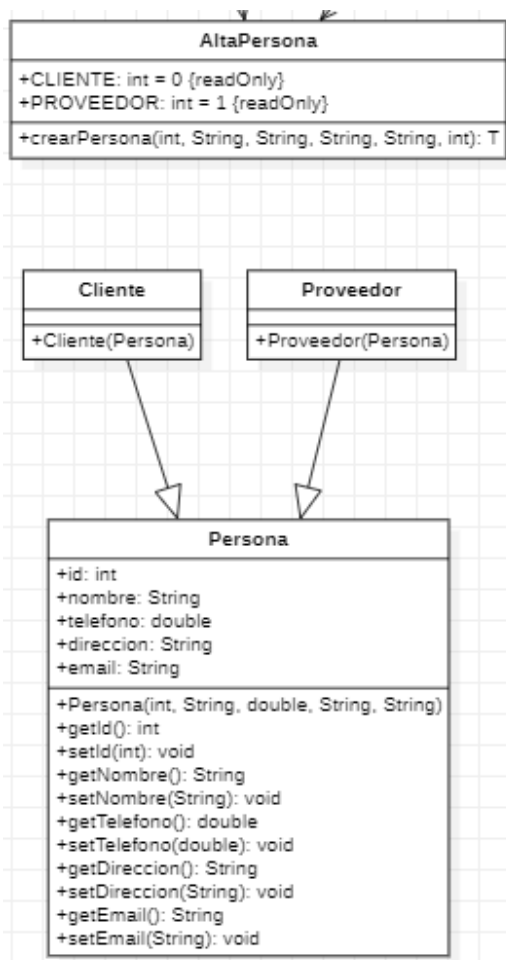 AltaPersona
+CLIENTE: int = 0 {readOnly}
+PROVEEDOR: int = 1 {readOnly}
+crearPersona(int, String, String, String, String, int): T
Cliente
+Cliente(Persona)
Proveedor
+Proveedor(Persona)
Persona
+id: int
+nombre: String
+telefono: double
+direccion: String
+email: String
+Persona(int, String, double, String, String)
+getId(): int
+setId(int): void
+getNombre(): String
+setNombre(String): void
+getTelefono(): double
+setTelefono(double): void
+getDireccion(): String
+setDireccion(String): void
+getEmail(): String
+setEmail(String): void